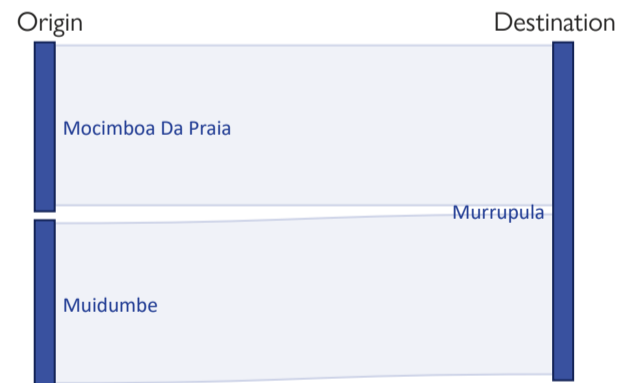 Origin
Destination
Mocimboa Da Praia
Murrupula
Muidumbe